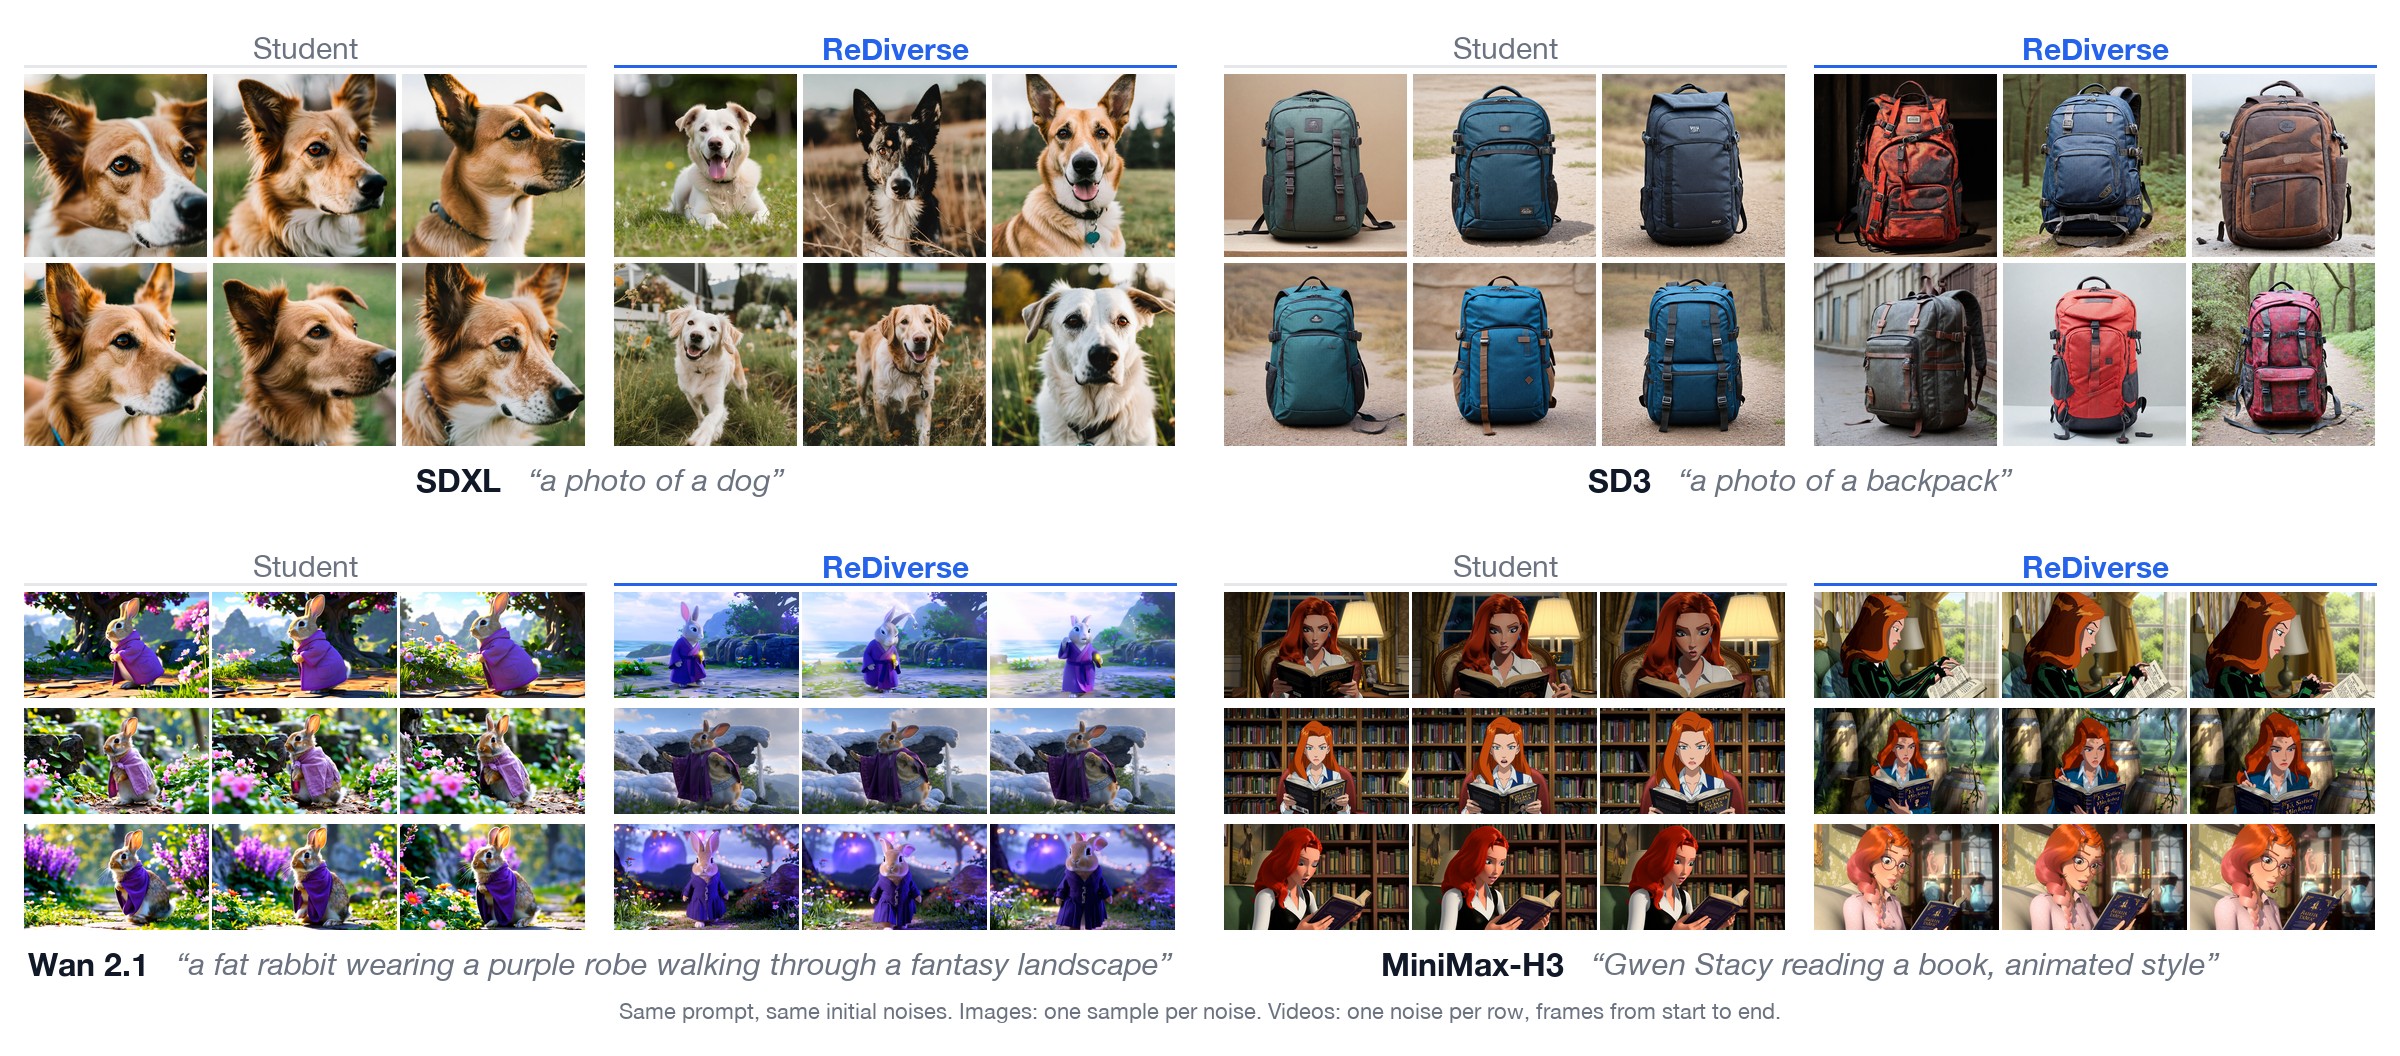 Student
ReDiverse
Student
ReDiverse
SDXL “a photo of a dog”
SD3 “a photo of a backpack”
Student
ReDiverse
Student
ReDiverse
Wan 2.1 “a fat rabbit wearing a purple robe walking through a fantasy landscape”
MiniMax-H3 “Gwen Stacy reading a book, animated style”
Same prompt, same initial noises. Images: one sample per noise. Videos: one noise per row, frames from start to end.